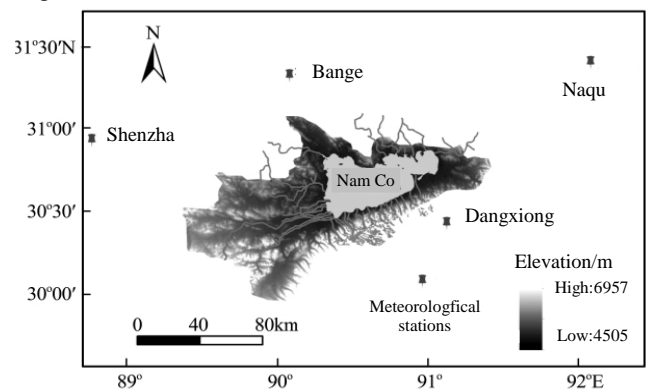 N
31°30′N
Bange
Naqu
31°00′
Shenzha
Nam Co
30°30′
Dangxiong
Elevation/m
High:6957
30°00′
Meteorologfical
stations
Low:4505
0 40 80km
89° 90° 91° 92°E